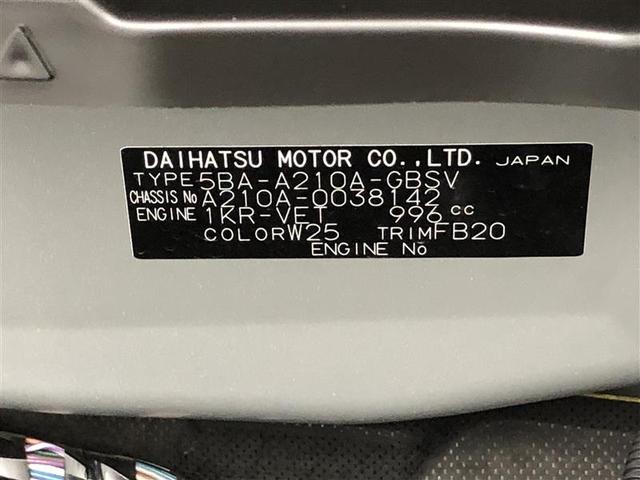 DAIHATSU MOTOR CO.,LTD. JAPAN
TYPE 5BA-A210A-GBSV
CHASSIS No A210A-0038142
ENGINE 1KR-VET 996 cc
COLOR W25 TRIM FB20
ENGINE No